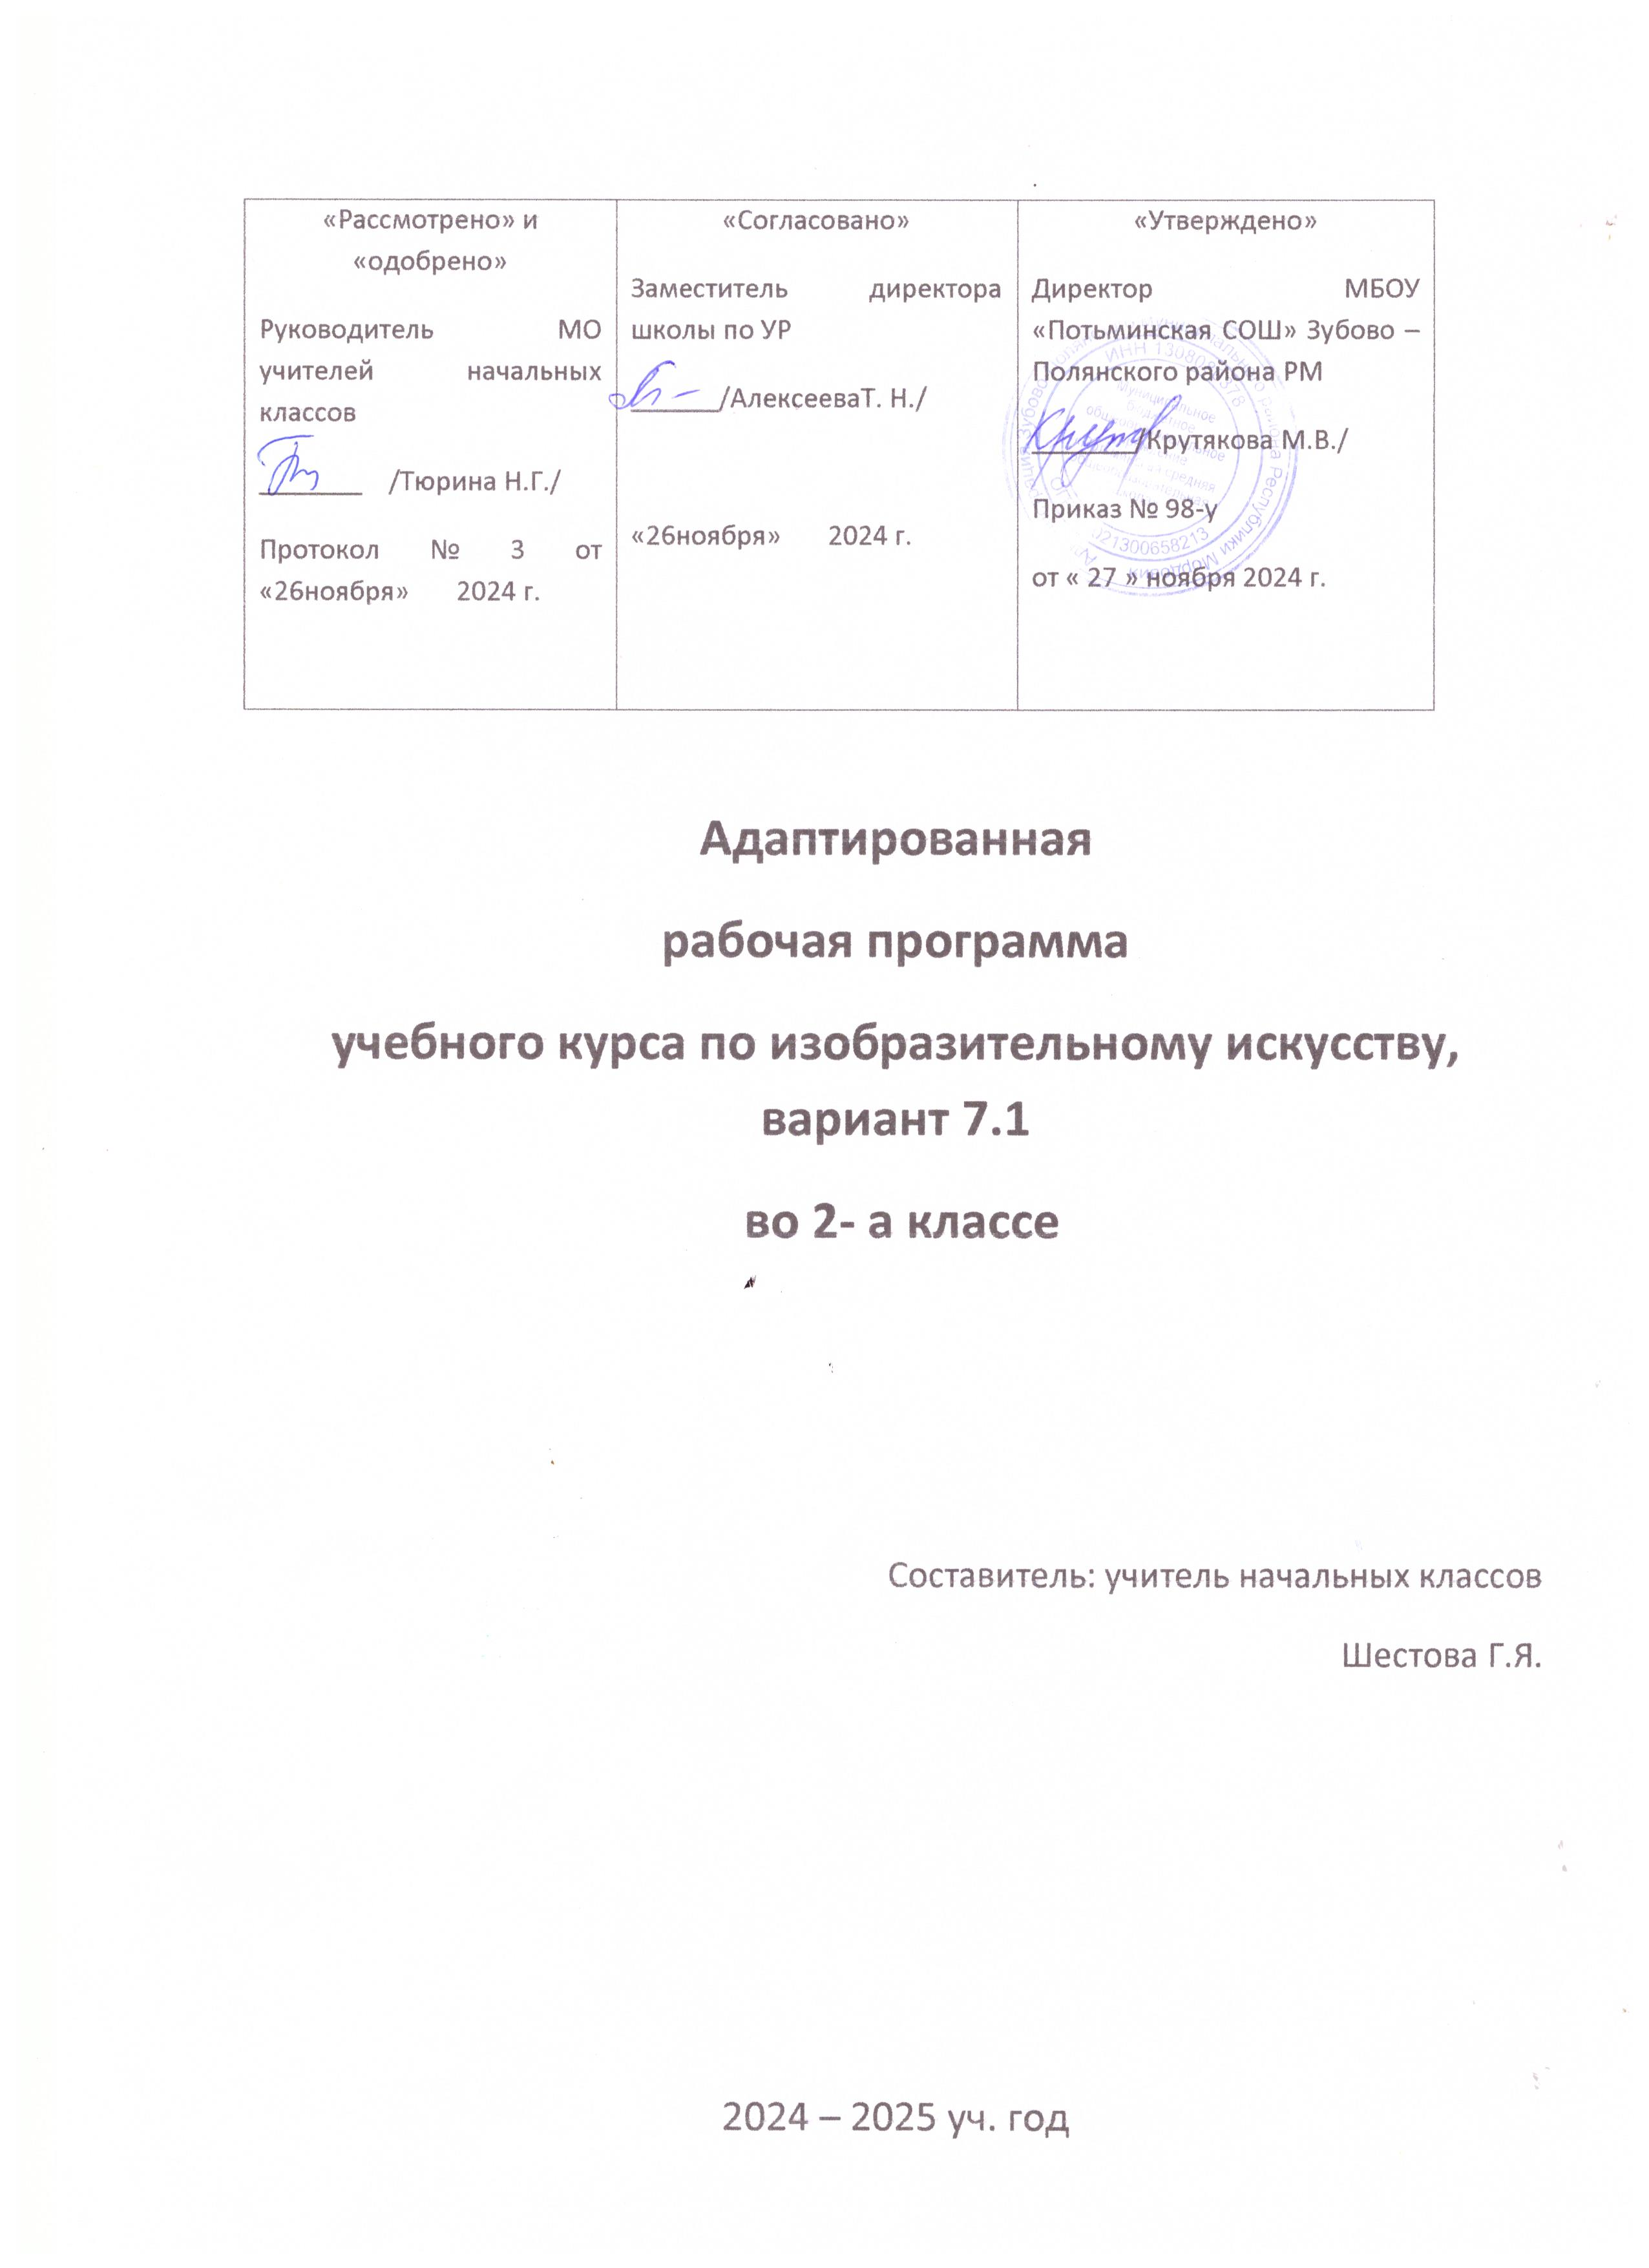 «Рассмотрено» и
«одобрено»
Руководитель МО
учителей начальных
классов
/Тюрина Н.Г./
Протокол № 3 от
«26ноября» 2024 г.
«Согласовано»
Заместитель директора
школы по УР
/АлексееваТ. Н./
«26ноября» 2024 г.
«Утверждено»
Директор МБОУ
«Потьминская СОШ» Зубово –
Полянского района РМ
/Крутякова М.В./
Приказ № 98-у
от « 27 » ноября 2024 г.
Адаптированная
рабочая программа
учебного курса по изобразительному искусству,
вариант 7.1
во 2- а классе
Составитель: учитель начальных классов
Шестова Г.Я.
2024 – 2025 уч. год